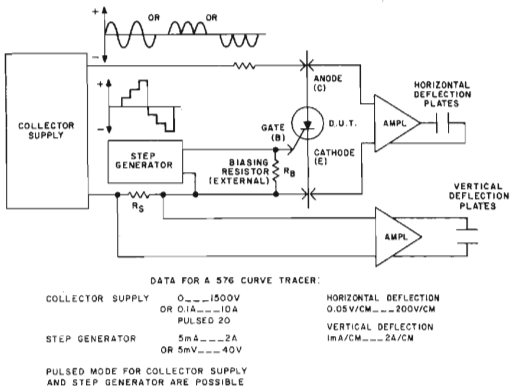 OR
OR
+
−
ANODE
(C)
HORIZONTAL
DEFLECTION
PLATES
+
−
COLLECTOR
SUPPLY
GATE
(B)
D.U.T.
AMPL
STEP
GENERATOR
BIASING
RESISTOR
(EXTERNAL)
RB
CATHODE
(E)
RS
VERTICAL
DEFLECTION
PLATES
AMPL
DATA FOR A 576 CURVE TRACER:
COLLECTOR SUPPLY 0___1500V
OR 0.1A___10A
PULSED 20
HORIZONTAL DEFLECTION
0.05V/CM___200V/CM
VERTICAL DEFLECTION
1mA/CM___2A/CM
STEP GENERATOR 5mA___2A
OR 5mV___40V
PULSED MODE FOR COLLECTOR SUPPLY
AND STEP GENERATOR ARE POSSIBLE